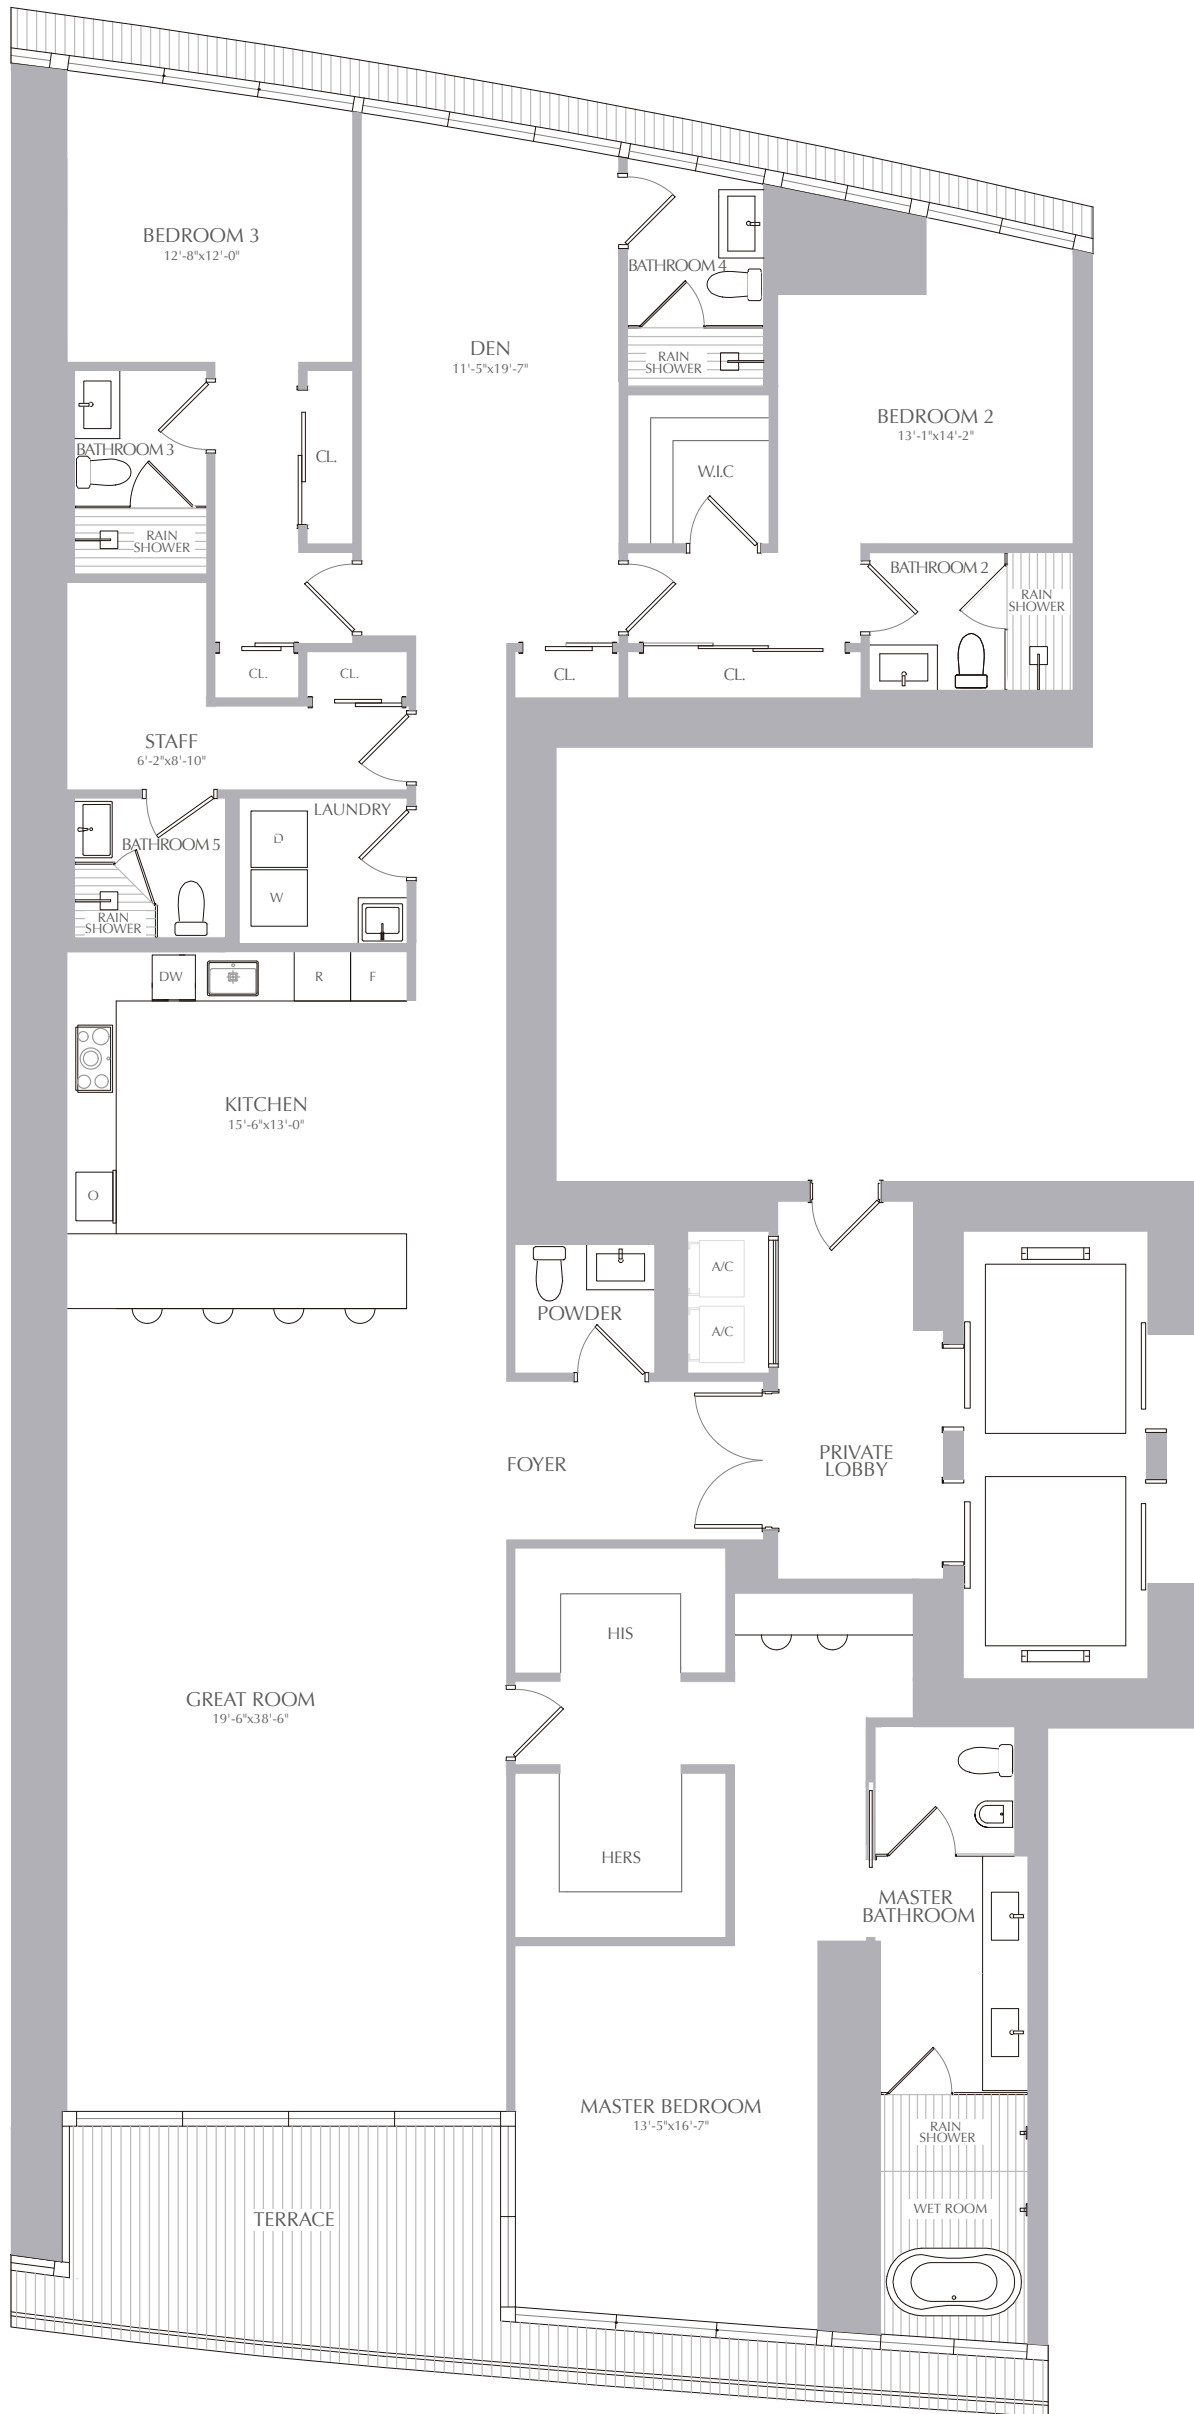 BEDROOM 3
12'-8"x12'-0"
BATHROOM 4
DEN
11'-5"x19'-7"
RAIN
SHOWER
BEDROOM 2
13'-1"x14'-2"
BATHROOM 3
CL.
W.I.C
RAIN
SHOWER
BATHROOM 2
RAIN
SHOWER
CL.
CL.
CL.
CL.
STAFF
6'-2"x8'-10"
LAUNDRY
D
BATHROOM 5
W
RAIN
SHOWER
DW
R
F
KITCHEN
15'-6"x13'-0"
O
A/C
POWDER
A/C
FOYER
PRIVATE
LOBBY
HIS
GREAT ROOM
19'-6"x38'-6"
HERS
MASTER
BATHROOM
MASTER BEDROOM
13'-5"x16'-7"
RAIN
SHOWER
WET ROOM
TERRACE